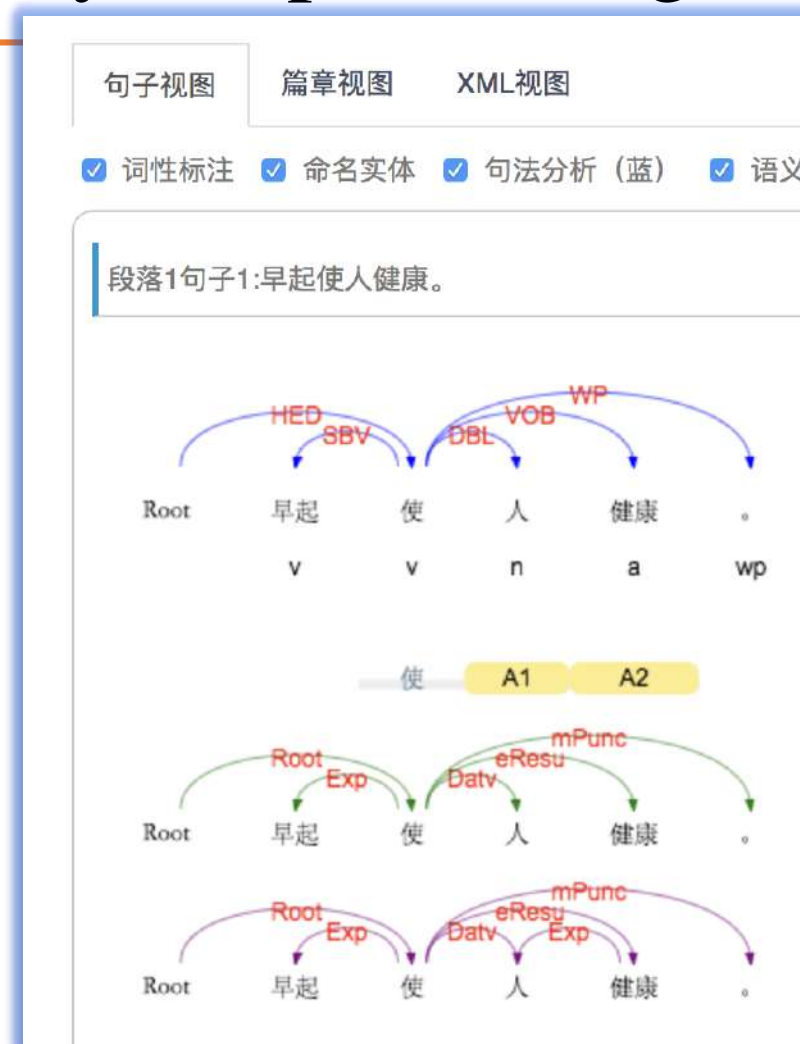 句子视图 篇章视图 XML视图
词性标注 命名实体 句法分析（蓝） 语义
段落1句子1:早起使人健康。
WP
HED VOB
SBV DBL
Root 早起 使 人 健康 。
v v n a wp
使 A1 A2
mPunc
Root eResu
Exp Datv
Root 早起 使 人 健康 。
mPunc
Root eResu
Exp Datv Exp
Root 早起 使 人 健康 。